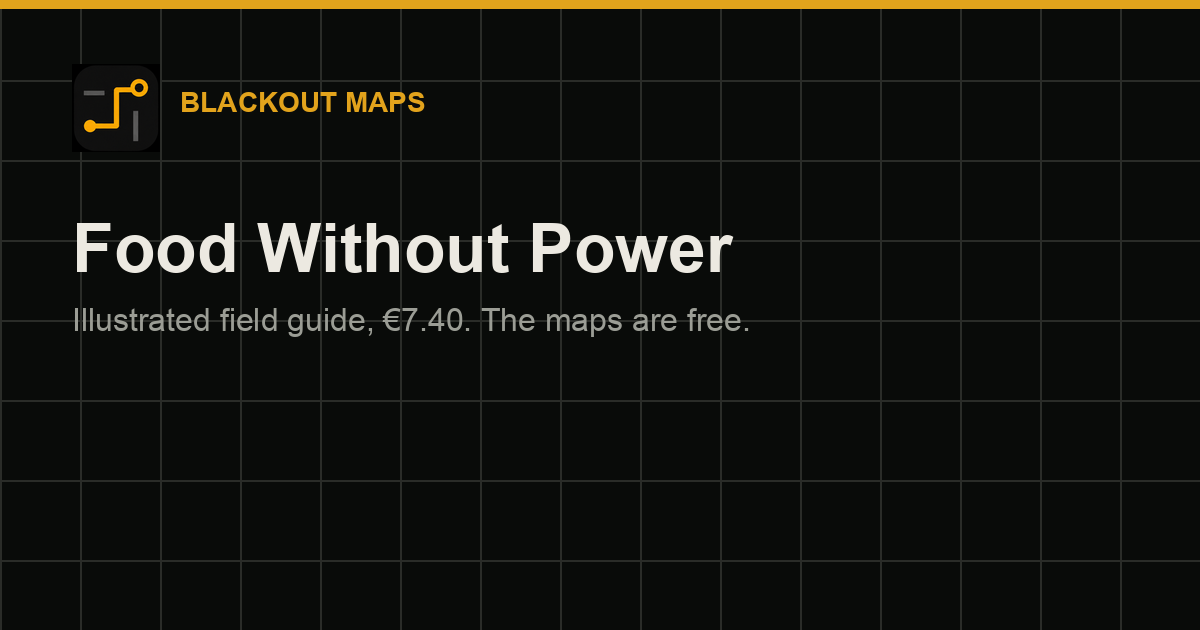 BLACKOUT MAPS
Food Without Power
Illustrated field guide, €7.40. The maps are free.